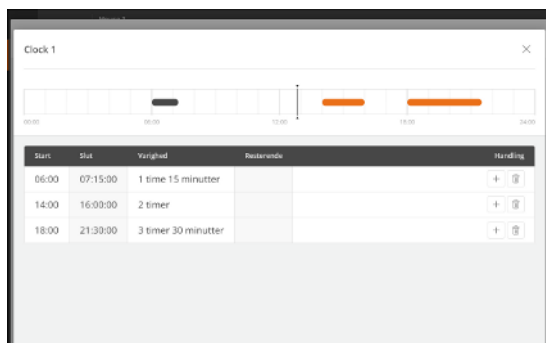 Clock 1
00:00 06:00 12:00 18:00 24:00
Start Slut Varighed Resterende Handling
06:00 07:15:00 1 time 15 minutter
14:00 16:00:00 2 timer
18:00 21:30:00 3 timer 30 minutter